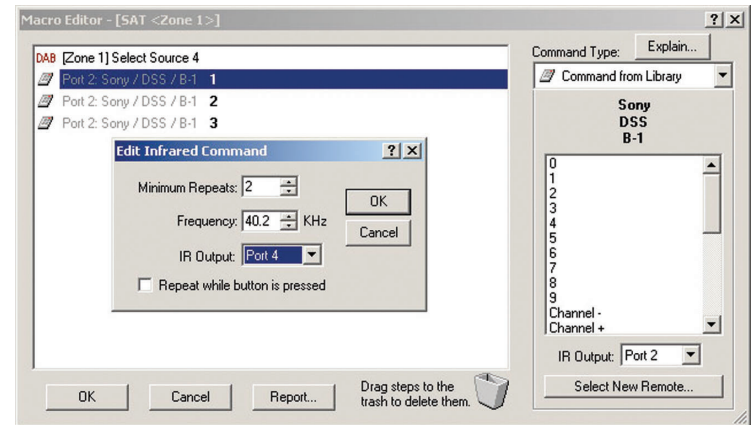 Macro Editor - [SAT <Zone 1>]
DAB [Zone 1] Select Source 4
Port 2: Sony / DSS / B-1 1
Port 2: Sony / DSS / B-1 2
Port 2: Sony / DSS / B-1 3
Edit Infrared Command
Minimum Repeats: 2
Frequency: 40.2 KHz
IR Output: Port 4
Repeat while button is pressed
OK
Cancel
OK
Cancel
Report...
Drag steps to the
trash to delete them.
Command Type:
Explain...
Command from Library
Sony
DSS
B-1
0
1
2
3
4
5
6
7
8
9
Channel -
Channel +
IR Output: Port 2
Select New Remote...